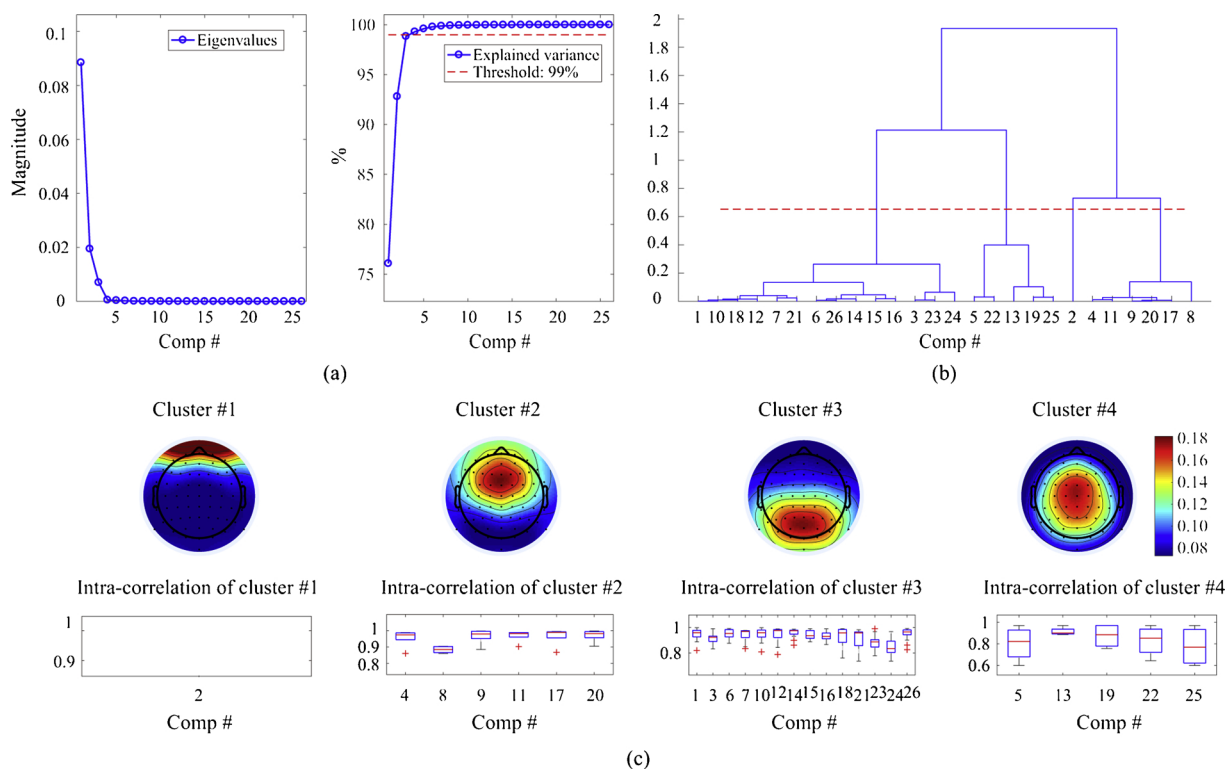 0.1
0.08
0.06
0.04
0.02
0
Magnitude
Eigenvalues
5 10 15 20 25
Comp #
100
95
90
85
80
75
%
Explained variance
Threshold: 99%
5 10 15 20 25
Comp #
(a)
2
1.8
1.6
1.4
1.2
1
0.8
0.6
0.4
0.2
0
1 10 18 12 7 21 6 26 14 15 16 3 23 24 5 22 13 19 25 2 4 11 9 20 17 8
Comp #
(b)
Cluster #1 Cluster #2 Cluster #3 Cluster #4
0.18
0.16
0.14
0.12
0.10
0.08
Intra-correlation of cluster #1
1
0.9
2
Comp #
Intra-correlation of cluster #2
1
0.9
0.8
4 8 9 11 17 20
Comp #
Intra-correlation of cluster #3
1
0.8
1 3 6 7 10 12 14 15 16 18 21 23 24 26
Comp #
Intra-correlation of cluster #4
1
0.8
0.6
5 13 19 22 25
Comp #
(c)